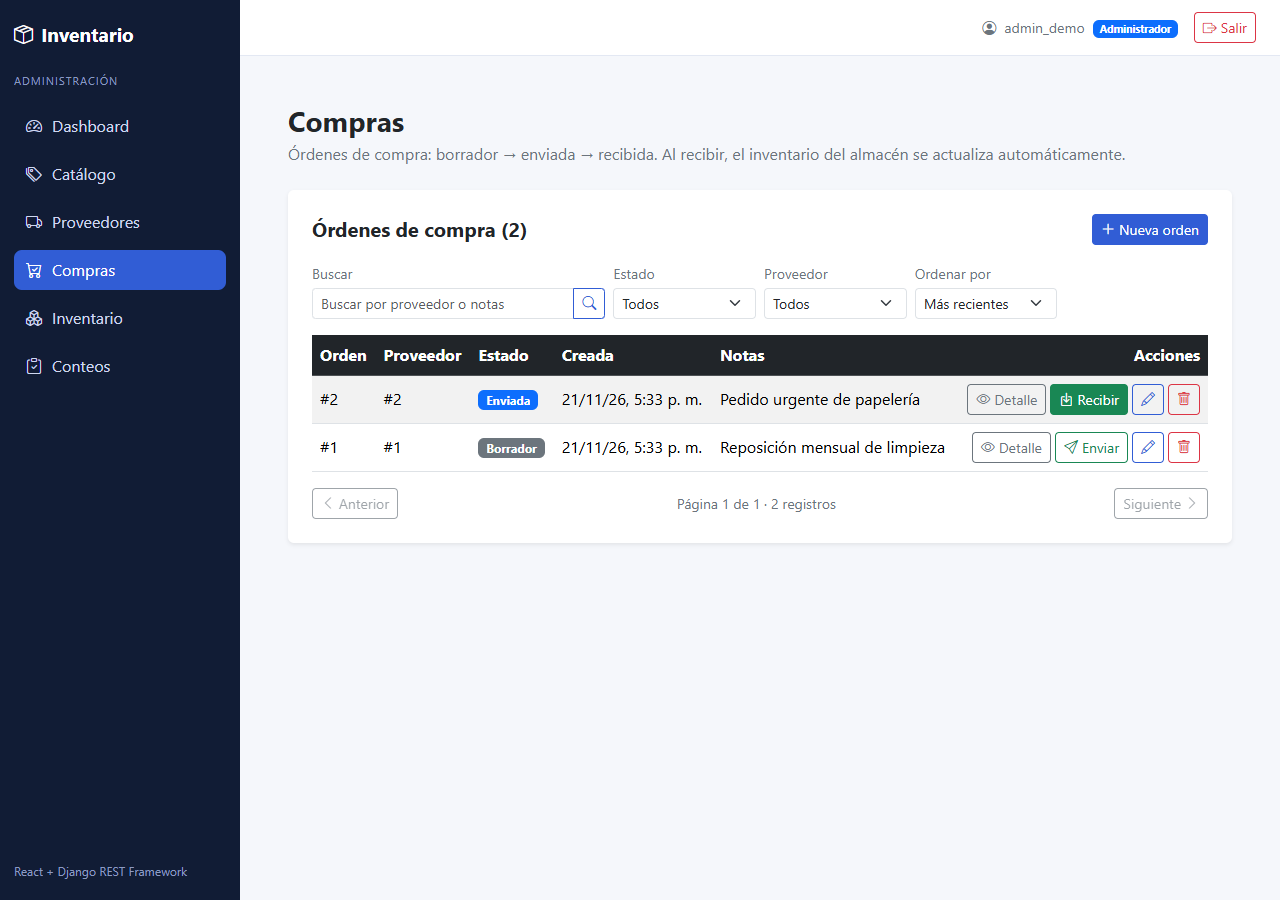 Inventario
admin_demo Administrador Salir
ADMINISTRACIÓN
Dashboard
Catálogo
Proveedores
Compras
Inventario
Conteos
React + Django REST Framework
Compras
Órdenes de compra: borrador → enviada → recibida. Al recibir, el inventario del almacén se actualiza automáticamente.
Órdenes de compra (2)
+ Nueva orden
Buscar Estado Proveedor Ordenar por
Buscar por proveedor o notas Todos Todos Más recientes
Orden Proveedor Estado Creada Notas Acciones
#2 #2 Enviada 21/11/26, 5:33 p. m. Pedido urgente de papelería Detalle Recibir
#1 #1 Borrador 21/11/26, 5:33 p. m. Reposición mensual de limpieza Detalle Enviar
Anterior Página 1 de 1 · 2 registros Siguiente